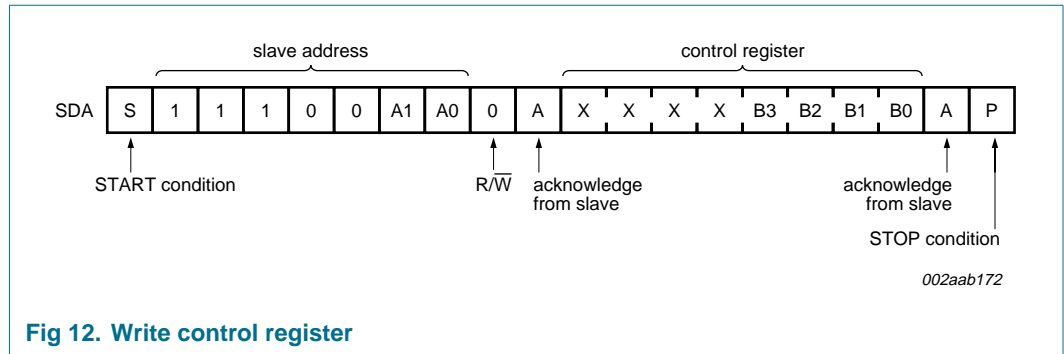 slave address control register
SDA S 1 1 1 0 0 A1 A0 0 A X X X X B3 B2 B1 B0 A P
START condition R/W̅ acknowledge from slave acknowledge from slave
STOP condition
002aab172
Fig 12. Write control register